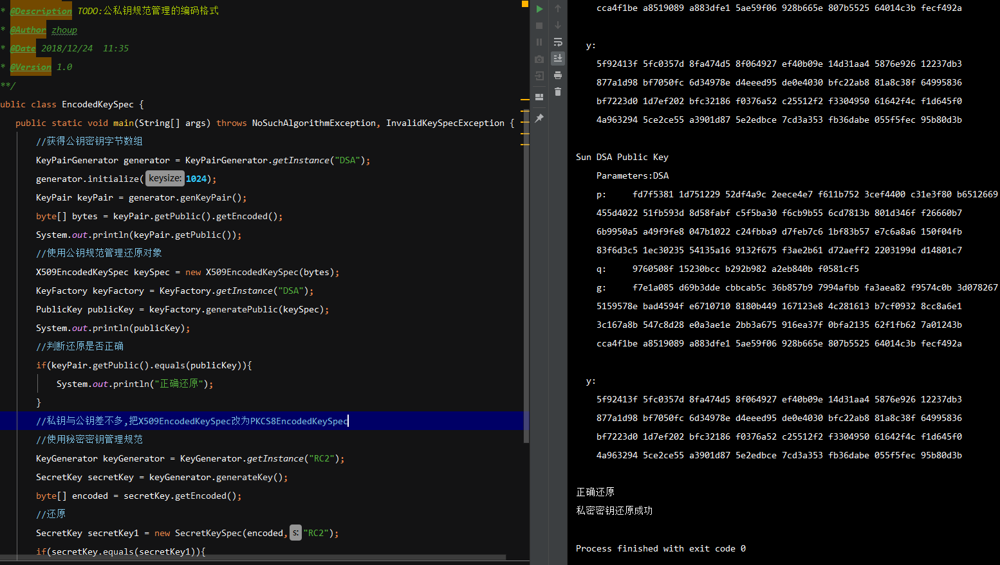 * @Description TODO:公私钥规范管理的编码格式
* @Author zhoup
* @Date 2018/12/24  11:35
* @Version 1.0
**/
ublic class EncodedKeySpec {
public static void main(String[] args) throws NoSuchAlgorithmException, InvalidKeySpecException {
//获得公钥密钥字节数组
KeyPairGenerator generator = KeyPairGenerator.getInstance("DSA");
generator.initialize( keysize: 1024);
KeyPair keyPair = generator.genKeyPair();
byte[] bytes = keyPair.getPublic().getEncoded();
System.out.println(keyPair.getPublic());
//使用公钥规范管理还原对象
X509EncodedKeySpec keySpec = new X509EncodedKeySpec(bytes);
KeyFactory keyFactory = KeyFactory.getInstance("DSA");
PublicKey publicKey = keyFactory.generatePublic(keySpec);
System.out.println(publicKey);
//判断还原是否正确
if(keyPair.getPublic().equals(publicKey)){
System.out.println("正确还原");
}
//私钥与公钥差不多,把X509EncodedKeySpec改为PKCS8EncodedKeySpec
//使用秘密密钥管理规范
KeyGenerator keyGenerator = KeyGenerator.getInstance("RC2");
SecretKey secretKey = keyGenerator.generateKey();
byte[] encoded = secretKey.getEncoded();
//还原
SecretKey secretKey1 = new SecretKeySpec(encoded, s: "RC2");
if(secretKey.equals(secretKey1)){
cca4f1be a8519089 a883dfe1 5ae59f06 928b665e 807b5525 64014c3b fecf492a
y:
5f92413f 5fc0357d 8fa474d5 8f064927 ef40b09e 14d31aa4 5876e926 12237db3
877a1d98 bf7050fc 6d34978e d4eeed95 de0e4030 bfc22ab8 81a8c38f 64995836
bf7223d0 1d7ef202 bfc32186 f0376a52 c25512f2 f3304950 61642f4c f1d645f0
4a963294 5ce2ce55 a3901d87 5e2edbce 7cd3a353 fb36dabe 055f5fec 95b80d3b
Sun DSA Public Key
Parameters:DSA
p:     fd7f5381 1d751229 52df4a9c 2eece4e7 f611b752 3cef4400 c31e3f80 b6512669
455d4022 51fb593d 8d58fabf c5f5ba30 f6cb9b55 6cd7813b 801d346f f26660b7
6b9950a5 a49f9fe8 047b1022 c24fbba9 d7feb7c6 1bf83b57 e7c6a8a6 150f04fb
83f6d3c5 1ec30235 54135a16 9132f675 f3ae2b61 d72aeff2 2203199d d14801c7
q:     9760508f 15230bcc b292b982 a2eb840b f0581cf5
g:     f7e1a085 d69b3dde cbbcab5c 36b857b9 7994afbb fa3aea82 f9574c0b 3d078267
5159578e bad4594f e6710710 8180b449 167123e8 4c281613 b7cf0932 8cc8a6e1
3c167a8b 547c8d28 e0a3ae1e 2bb3a675 916ea37f 0bfa2135 62f1fb62 7a01243b
cca4f1be a8519089 a883dfe1 5ae59f06 928b665e 807b5525 64014c3b fecf492a
y:
5f92413f 5fc0357d 8fa474d5 8f064927 ef40b09e 14d31aa4 5876e926 12237db3
877a1d98 bf7050fc 6d34978e d4eeed95 de0e4030 bfc22ab8 81a8c38f 64995836
bf7223d0 1d7ef202 bfc32186 f0376a52 c25512f2 f3304950 61642f4c f1d645f0
4a963294 5ce2ce55 a3901d87 5e2edbce 7cd3a353 fb36dabe 055f5fec 95b80d3b
正确还原
私密密钥还原成功
Process finished with exit code 0